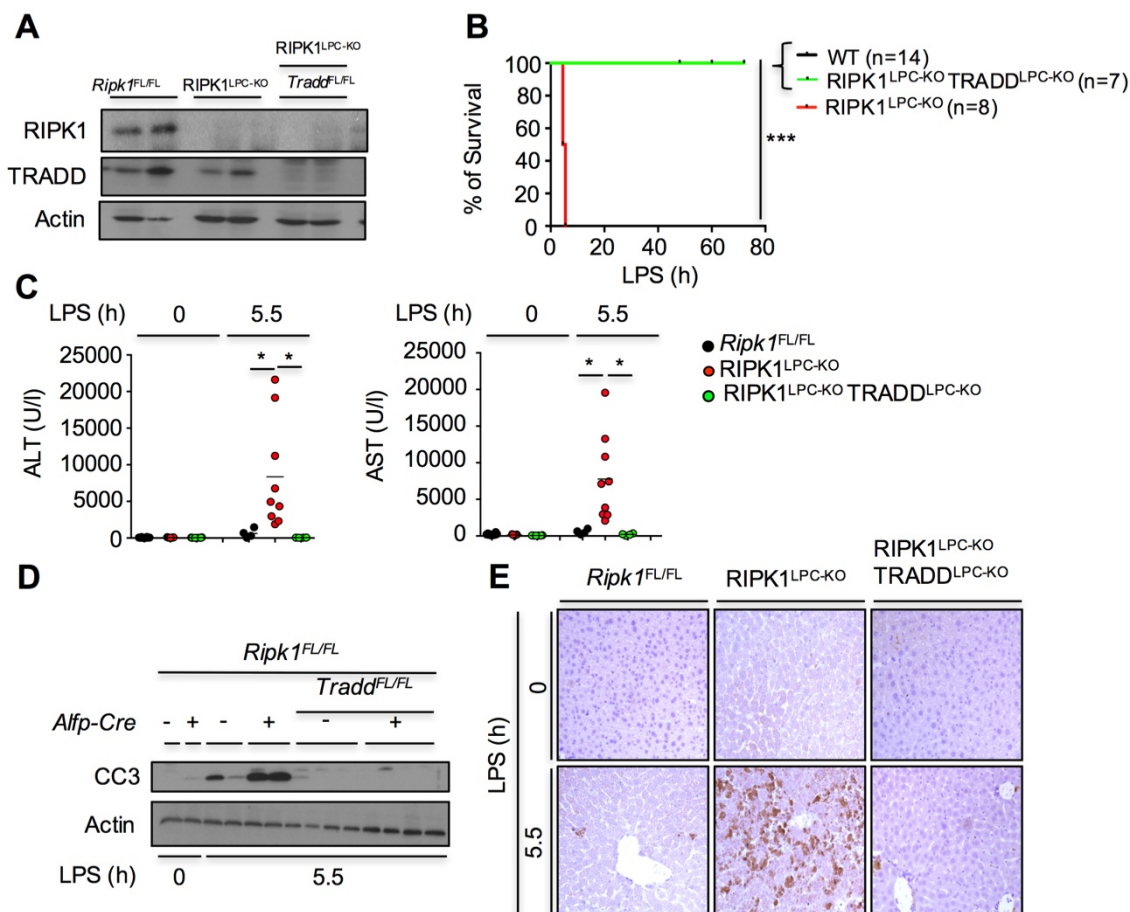 A
RIPK1LPC-KO
Ripk1FL/FL RIPK1LPC-KO TraddFL/FL
RIPK1
TRADD
Actin
B
% of Survival
100
80
60
40
20
0
0 20 40 60 80
LPS (h)
***
WT (n=14)
RIPK1LPC-KO TRADDLPC-KO (n=7)
RIPK1LPC-KO (n=8)
C
LPS (h) 0 5.5
ALT (U/l)
25000
20000
15000
10000
5000
0
* *
LPS (h) 0 5.5
AST (U/l)
25000
20000
15000
10000
5000
0
* *
Ripk1FL/FL
RIPK1LPC-KO
RIPK1LPC-KO TRADDLPC-KO
D
Ripk1FL/FL
TraddFL/FL
Alfp-Cre - + - + - +
CC3
Actin
LPS (h) 0 5.5
E
Ripk1FL/FL RIPK1LPC-KO RIPK1LPC-KO
TRADDLPC-KO
LPS (h)
0
5.5